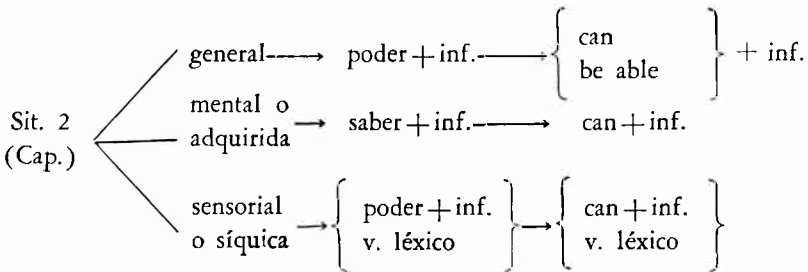 can
general → poder + inf. → be able + inf.
mental o
Sit. 2 adquirida → saber + inf. → can + inf.
(Cap.)
sensorial → poder + inf. → can + inf.
o síquica v. léxico v. léxico